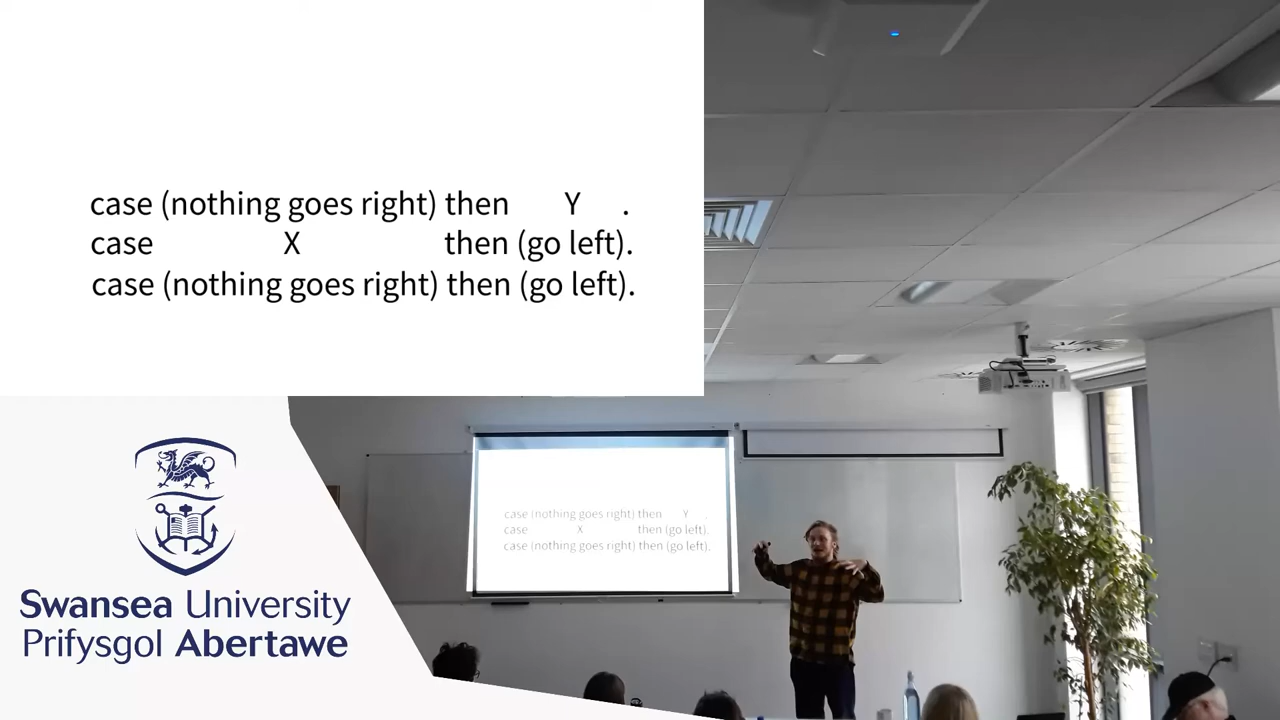 case (nothing goes right) then Y .
case X then (go left).
case (nothing goes right) then (go left).
Swansea University
Prifysgol Abertawe
case (nothing goes right) then Y .
case X then (go left).
case (nothing goes right) then (go left).